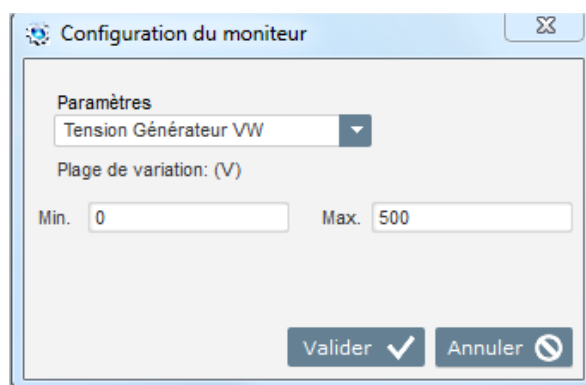 Configuration du moniteur
Paramètres
Tension Générateur VW
Plage de variation: (V)
Min. 0 Max. 500
Valider Annuler